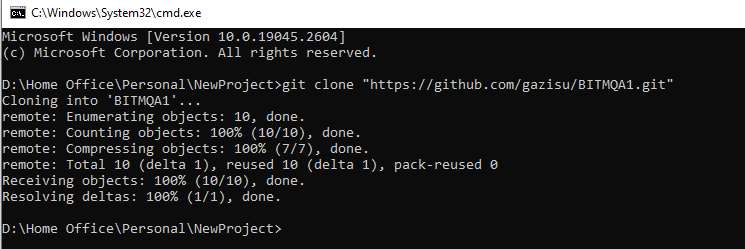 C:\Windows\System32\cmd.exe
Microsoft Windows [Version 10.0.19045.2604]
(c) Microsoft Corporation. All rights reserved.
D:\Home Office\Personal\NewProject>git clone "https://github.com/gazisu/BITMQA1.git"
Cloning into 'BITMQA1'...
remote: Enumerating objects: 10, done.
remote: Counting objects: 100% (10/10), done.
remote: Compressing objects: 100% (7/7), done.
remote: Total 10 (delta 1), reused 10 (delta 1), pack-reused 0
Receiving objects: 100% (10/10), done.
Resolving deltas: 100% (1/1), done.
D:\Home Office\Personal\NewProject>